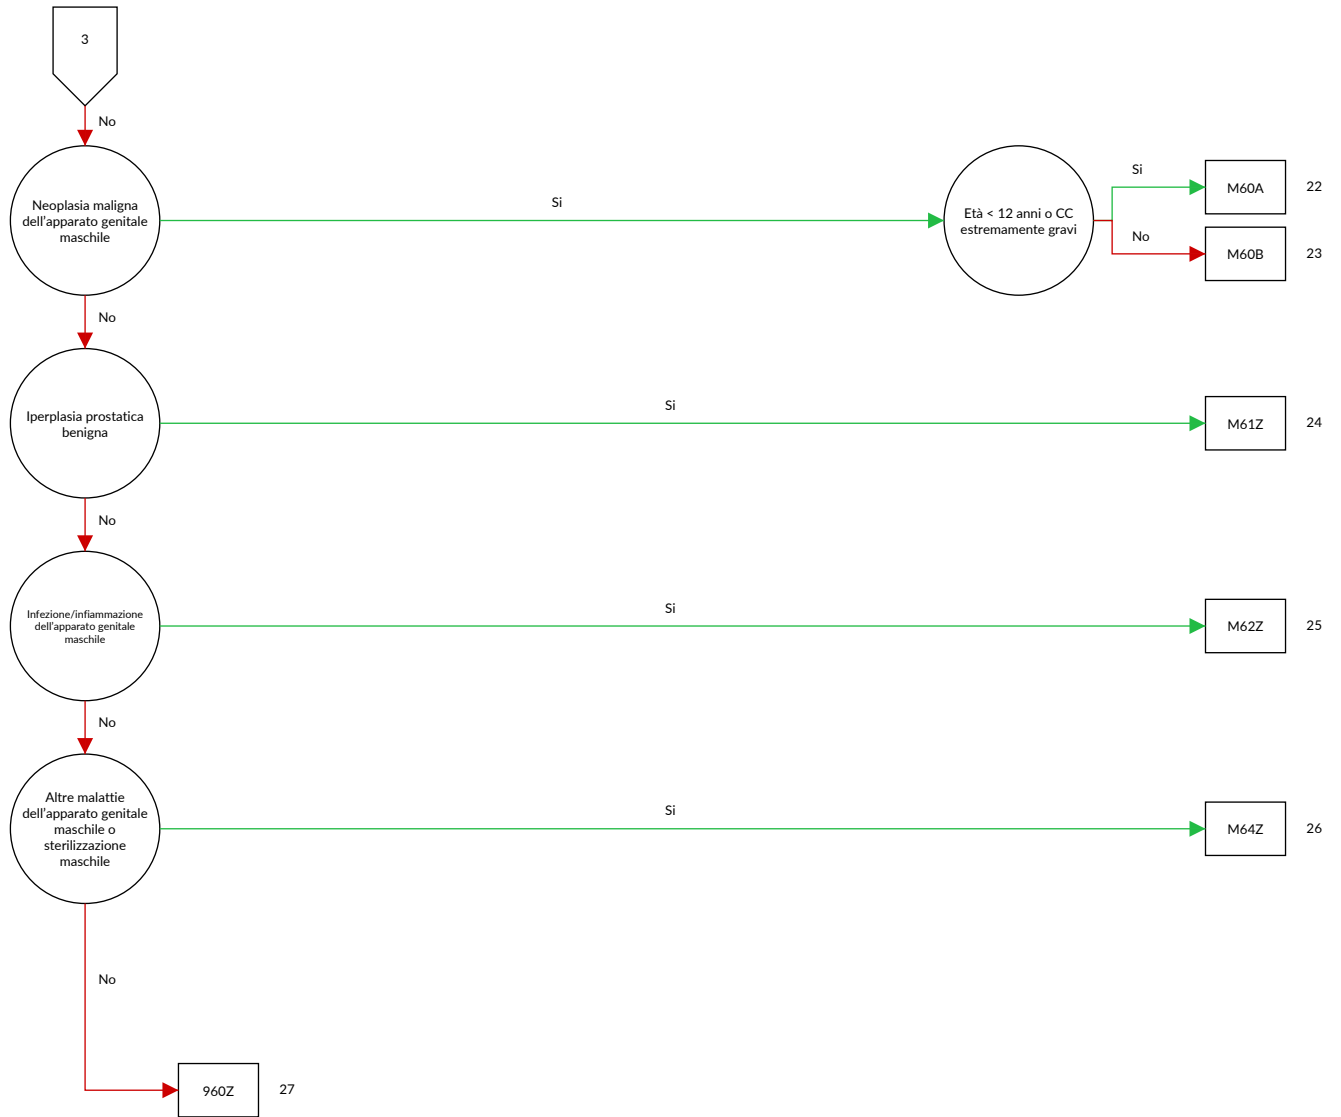 3
No
Neoplasia maligna
dell'apparato genitale
maschile
Si
Età < 12 anni o CC
estremamente gravi
Si
M60A
22
No
M60B
23
No
Iperplasia prostatica
benigna
Si
M61Z
24
No
Infezione/infiammazione
dell'apparato genitale
maschile
Si
M62Z
25
No
Altre malattie
dell'apparato genitale
maschile o
sterilizzazione
maschile
Si
M64Z
26
No
960Z
27